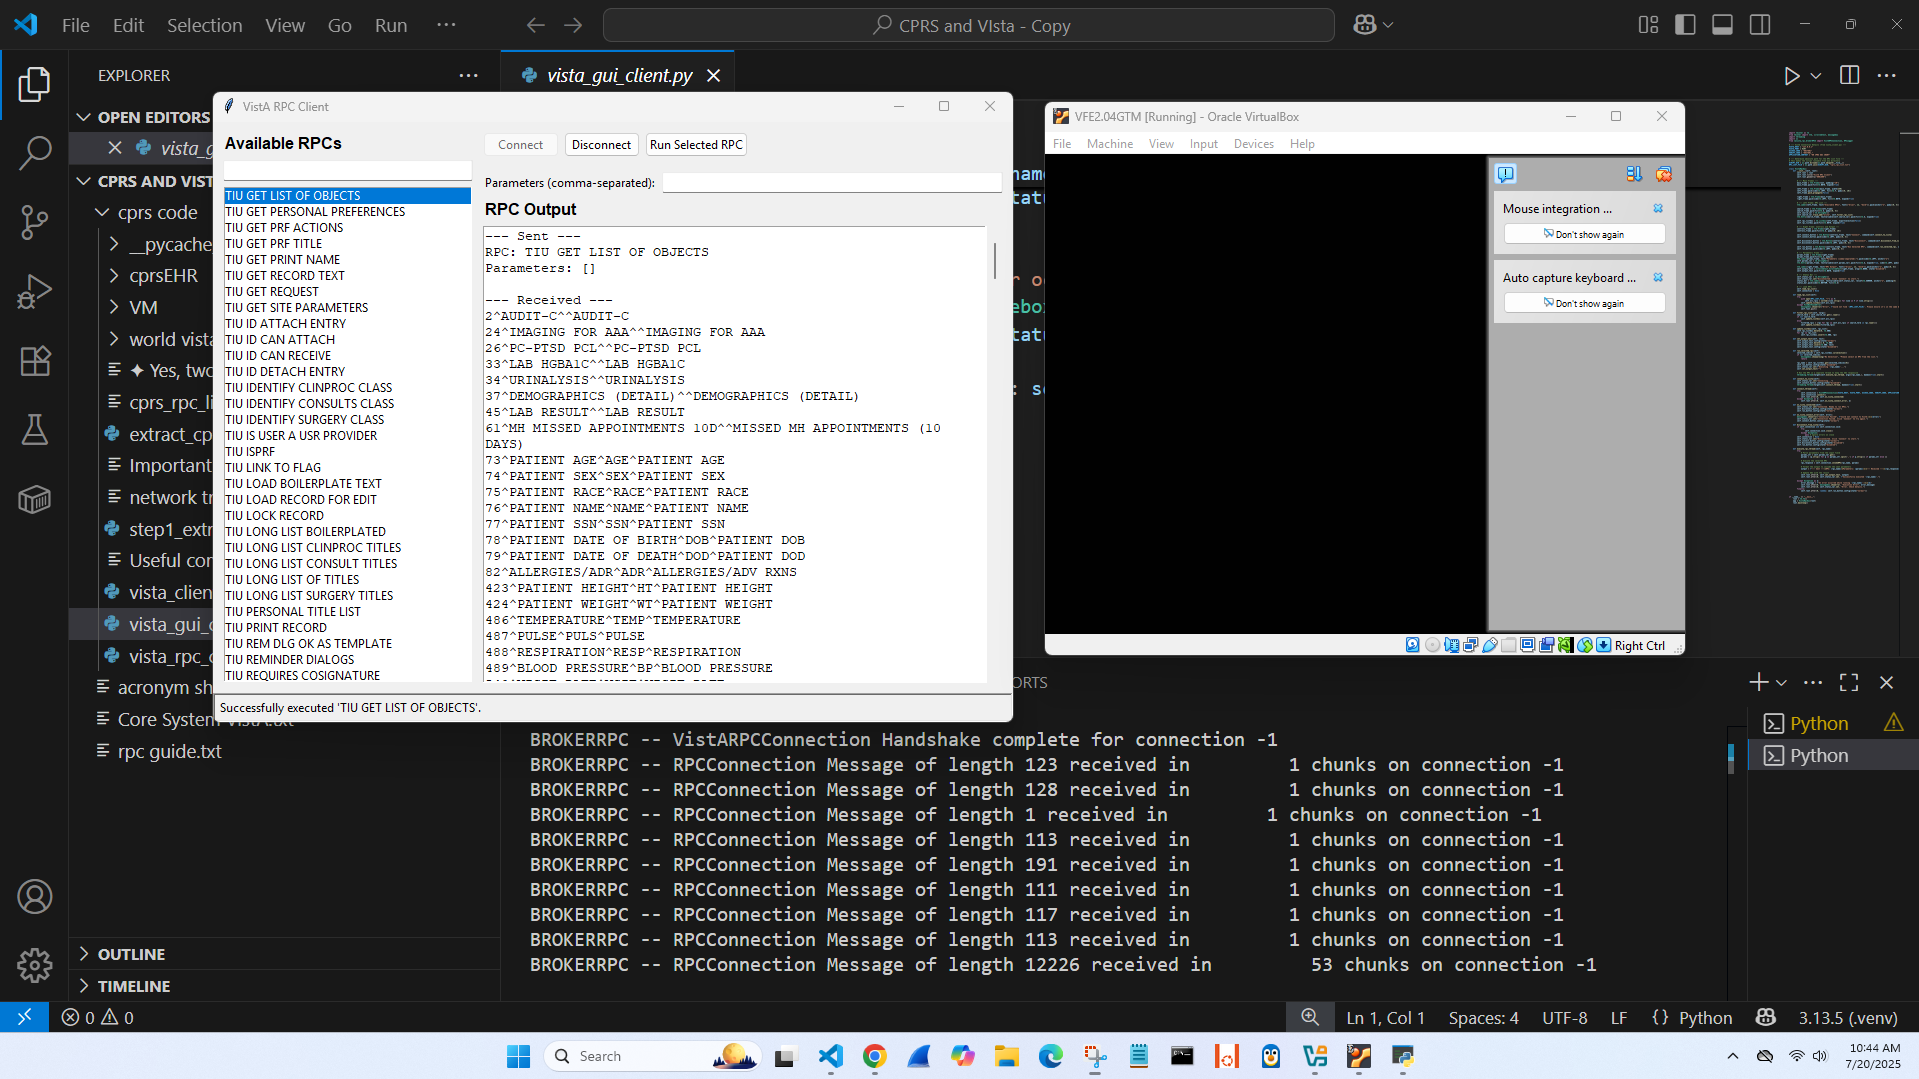 File Edit Selection View Go Run ···
CPRS and VIsta - Copy
EXPLORER
vista_gui_client.py
OPEN EDITORS
vista_g
CPRS AND VIST
cprs code
__pycache_
cprsEHR
VM
world vista
✦ Yes, two
cprs_rpc_li
extract_cp
Important
network tr
step1_extr
Useful cor
vista_clien
vista_gui_c
vista_rpc_c
acronym sh
Core System VistA.txt
rpc guide.txt
OUTLINE
TIMELINE
VistA RPC Client
Available RPCs
Connect
Disconnect
Run Selected RPC
Parameters (comma-separated):
RPC Output
TIU GET LIST OF OBJECTS
TIU GET PERSONAL PREFERENCES
TIU GET PRF ACTIONS
TIU GET PRF TITLE
TIU GET PRINT NAME
TIU GET RECORD TEXT
TIU GET REQUEST
TIU GET SITE PARAMETERS
TIU ID ATTACH ENTRY
TIU ID CAN ATTACH
TIU ID CAN RECEIVE
TIU ID DETACH ENTRY
TIU IDENTIFY CLINPROC CLASS
TIU IDENTIFY CONSULTS CLASS
TIU IDENTIFY SURGERY CLASS
TIU IS USER A USR PROVIDER
TIU ISPRF
TIU LINK TO FLAG
TIU LOAD BOILERPLATE TEXT
TIU LOAD RECORD FOR EDIT
TIU LOCK RECORD
TIU LONG LIST BOILERPLATED
TIU LONG LIST CLINPROC TITLES
TIU LONG LIST CONSULT TITLES
TIU LONG LIST OF TITLES
TIU LONG LIST SURGERY TITLES
TIU PERSONAL TITLE LIST
TIU PRINT RECORD
TIU REM DLG OK AS TEMPLATE
TIU REMINDER DIALOGS
TIU REQUIRES COSIGNATURE
--- Sent ---
RPC: TIU GET LIST OF OBJECTS
Parameters: []
--- Received ---
2^AUDIT-C^^AUDIT-C
24^IMAGING FOR AAA^^IMAGING FOR AAA
26^PC-PTSD PCL^^PC-PTSD PCL
33^LAB HGBA1C^^LAB HGBA1C
34^URINALYSIS^^URINALYSIS
37^DEMOGRAPHICS (DETAIL)^^DEMOGRAPHICS (DETAIL)
45^LAB RESULT^^LAB RESULT
61^MH MISSED APPOINTMENTS 10D^^MISSED MH APPOINTMENTS (10
DAYS)
73^PATIENT AGE^AGE^PATIENT AGE
74^PATIENT SEX^SEX^PATIENT SEX
75^PATIENT RACE^RACE^PATIENT RACE
76^PATIENT NAME^NAME^PATIENT NAME
77^PATIENT SSN^SSN^PATIENT SSN
78^PATIENT DATE OF BIRTH^DOB^PATIENT DOB
79^PATIENT DATE OF DEATH^DOD^PATIENT DOD
82^ALLERGIES/ADR^ADR^ALLERGIES/ADV RXNS
423^PATIENT HEIGHT^HT^PATIENT HEIGHT
424^PATIENT WEIGHT^WT^PATIENT WEIGHT
486^TEMPERATURE^TEMP^TEMPERATURE
487^PULSE^PULS^PULSE
488^RESPIRATION^RESP^RESPIRATION
489^BLOOD PRESSURE^BP^BLOOD PRESSURE
Successfully executed 'TIU GET LIST OF OBJECTS'.
VFE2.04GTM [Running] - Oracle VirtualBox
File Machine View Input Devices Help
Mouse integration ...
Don't show again
Auto capture keyboard ...
Don't show again
Right Ctrl
ORTS
BROKERRPC -- VistARPCConnection Handshake complete for connection -1
BROKERRPC -- RPCConnection Message of length 123 received in 1 chunks on connection -1
BROKERRPC -- RPCConnection Message of length 128 received in 1 chunks on connection -1
BROKERRPC -- RPCConnection Message of length 1 received in 1 chunks on connection -1
BROKERRPC -- RPCConnection Message of length 113 received in 1 chunks on connection -1
BROKERRPC -- RPCConnection Message of length 191 received in 1 chunks on connection -1
BROKERRPC -- RPCConnection Message of length 111 received in 1 chunks on connection -1
BROKERRPC -- RPCConnection Message of length 117 received in 1 chunks on connection -1
BROKERRPC -- RPCConnection Message of length 113 received in 1 chunks on connection -1
BROKERRPC -- RPCConnection Message of length 12226 received in 53 chunks on connection -1
Python
Python
0 0
Ln 1, Col 1 Spaces: 4 UTF-8 LF {} Python 3.13.5 (.venv)
Search
10:44 AM
7/20/2025